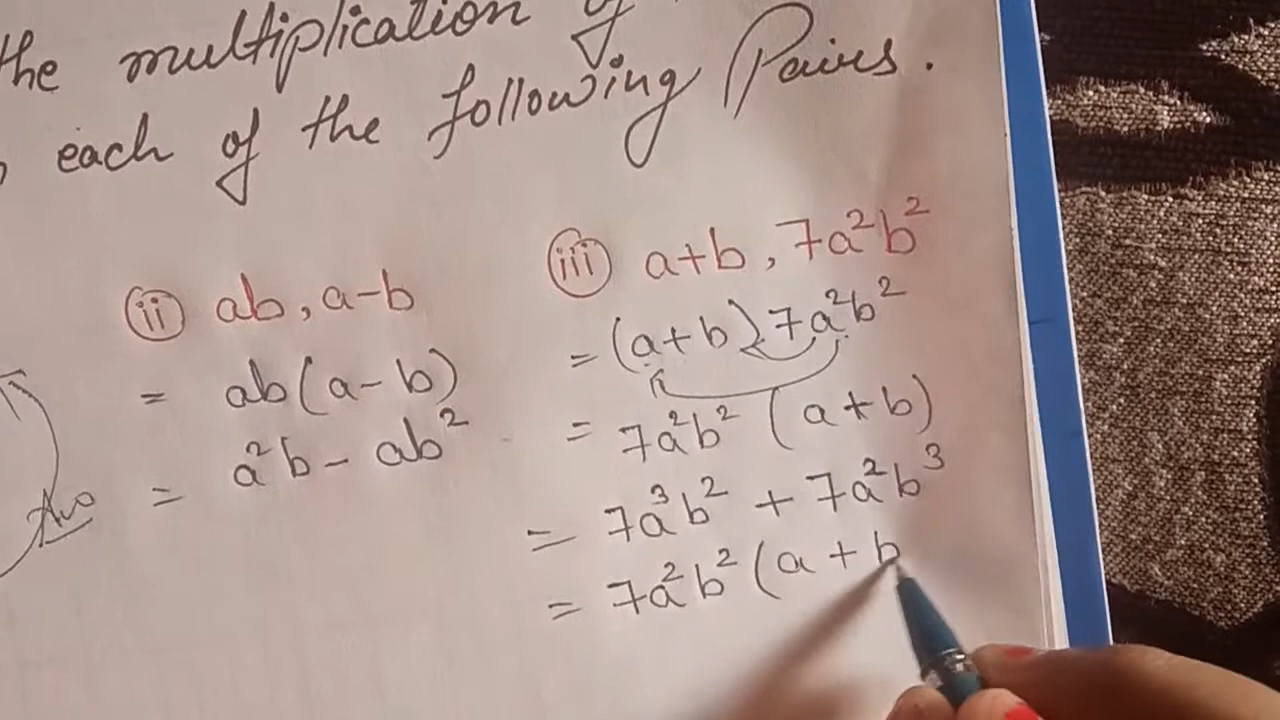 the multiplication of
each of the following Pairs.
(ii) ab, a-b
= ab(a-b)
= a²b - ab²
Ans
(iii) a+b, 7a²b²
= (a+b) 7a²b²
= 7a²b² (a+b)
= 7a³b² + 7a²b³
= 7a²b² (a + b